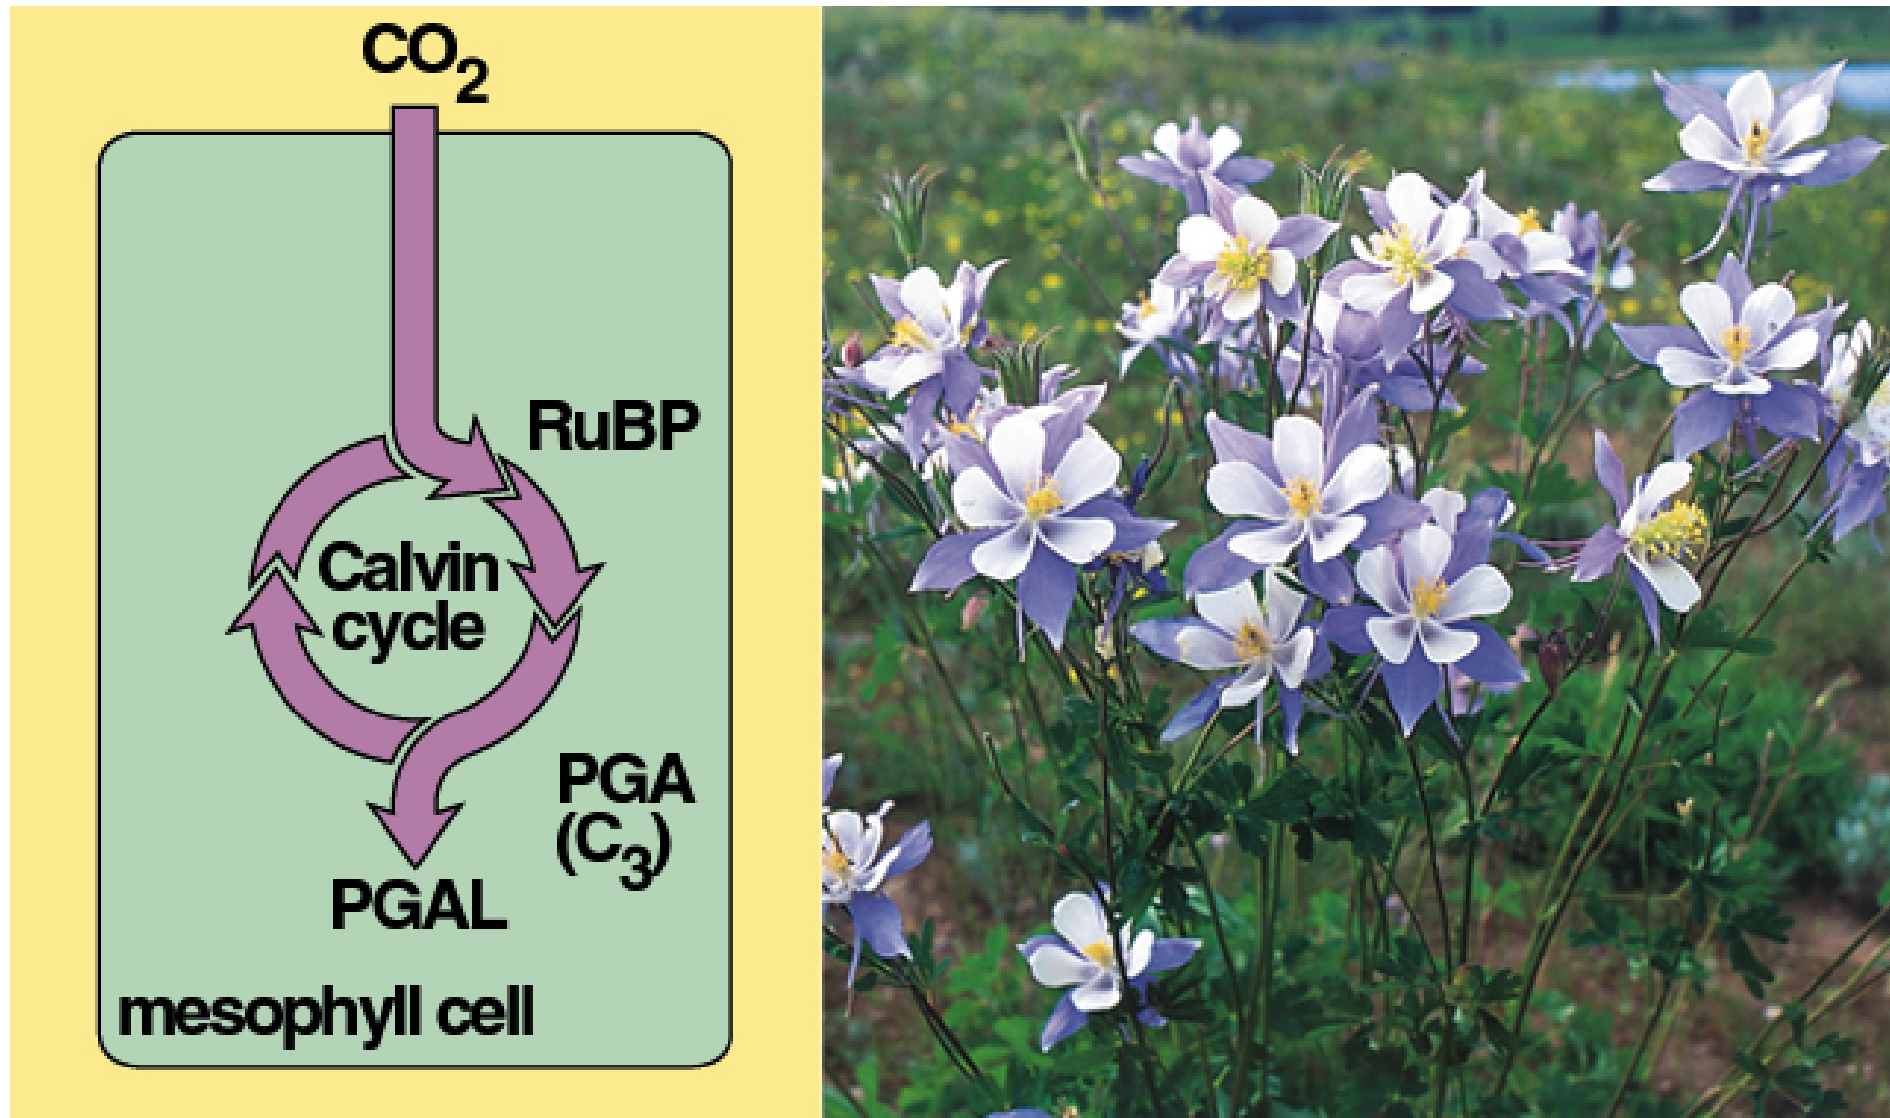 CO₂
RuBP
Calvin
cycle
PGA
(C₃)
PGAL
mesophyll cell